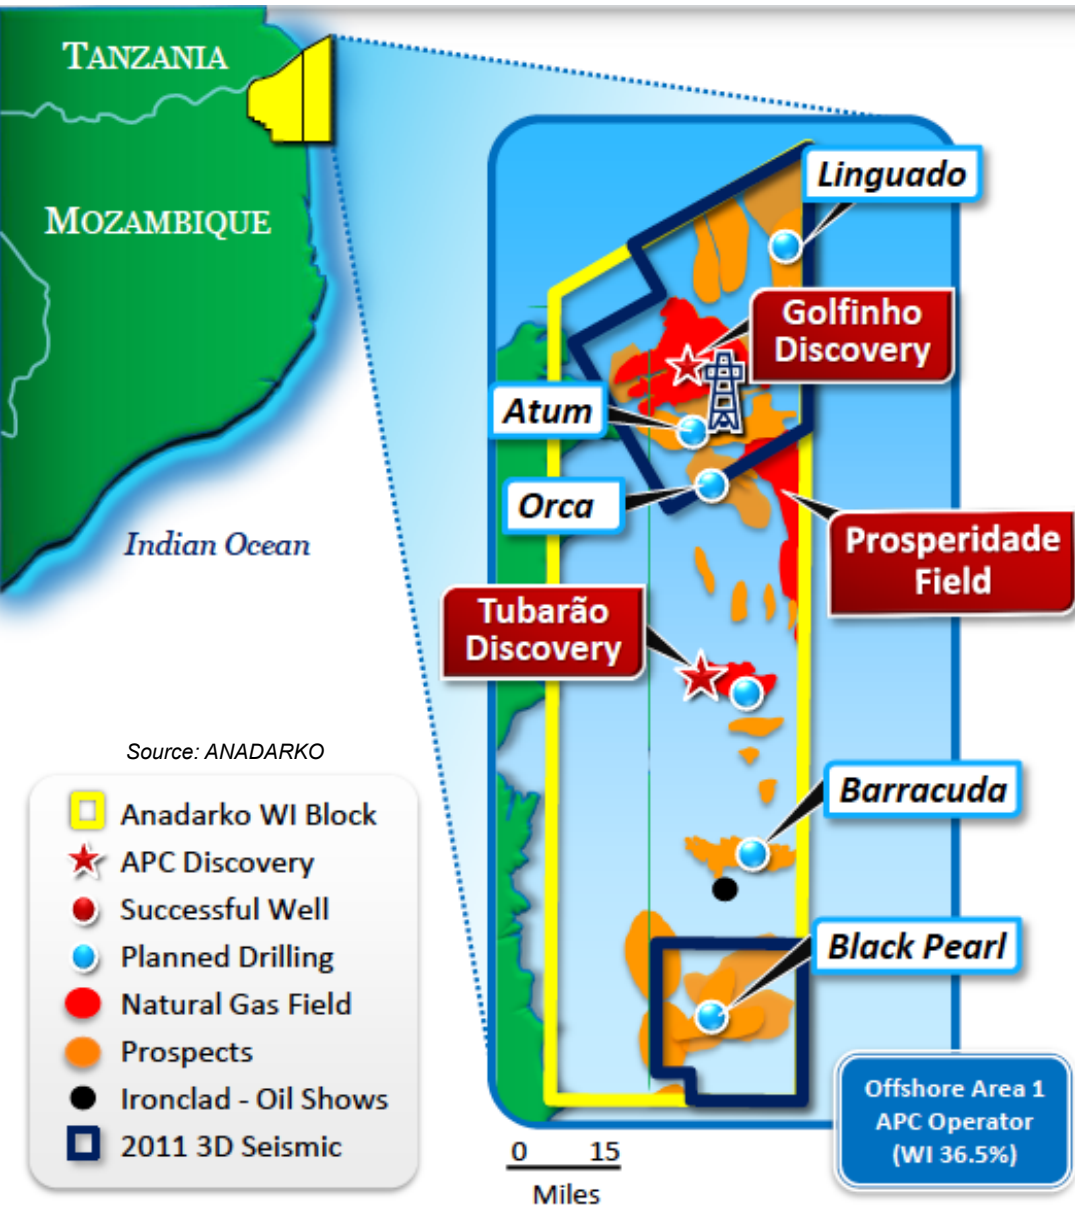 TANZANIA
MOZAMBIQUE
Indian Ocean
Linguado
Golfinho
Discovery
Atum
Orca
Prosperidade
Field
Tubarão
Discovery
Barracuda
Black Pearl
Source: ANADARKO
Anadarko WI Block
APC Discovery
Successful Well
Planned Drilling
Natural Gas Field
Prospects
Ironclad - Oil Shows
2011 3D Seismic
0 15
Miles
Offshore Area 1
APC Operator
(WI 36.5%)